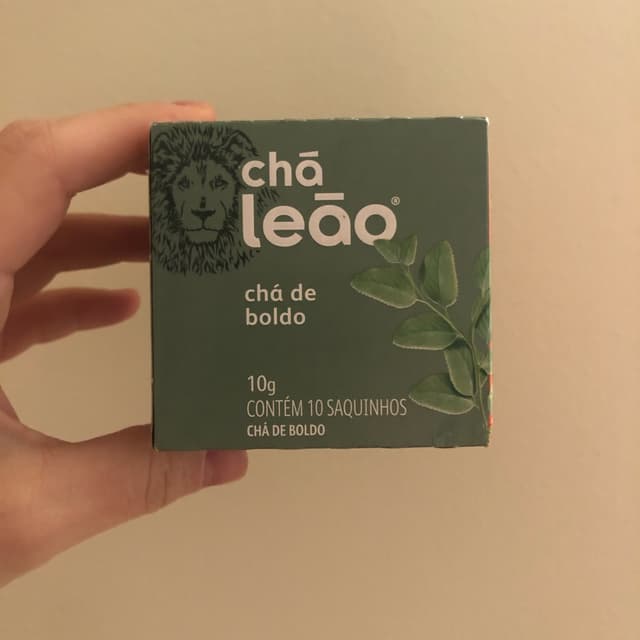 chá
leão®
chá de
boldo
10g
CONTÉM 10 SAQUINHOS
CHÁ DE BOLDO